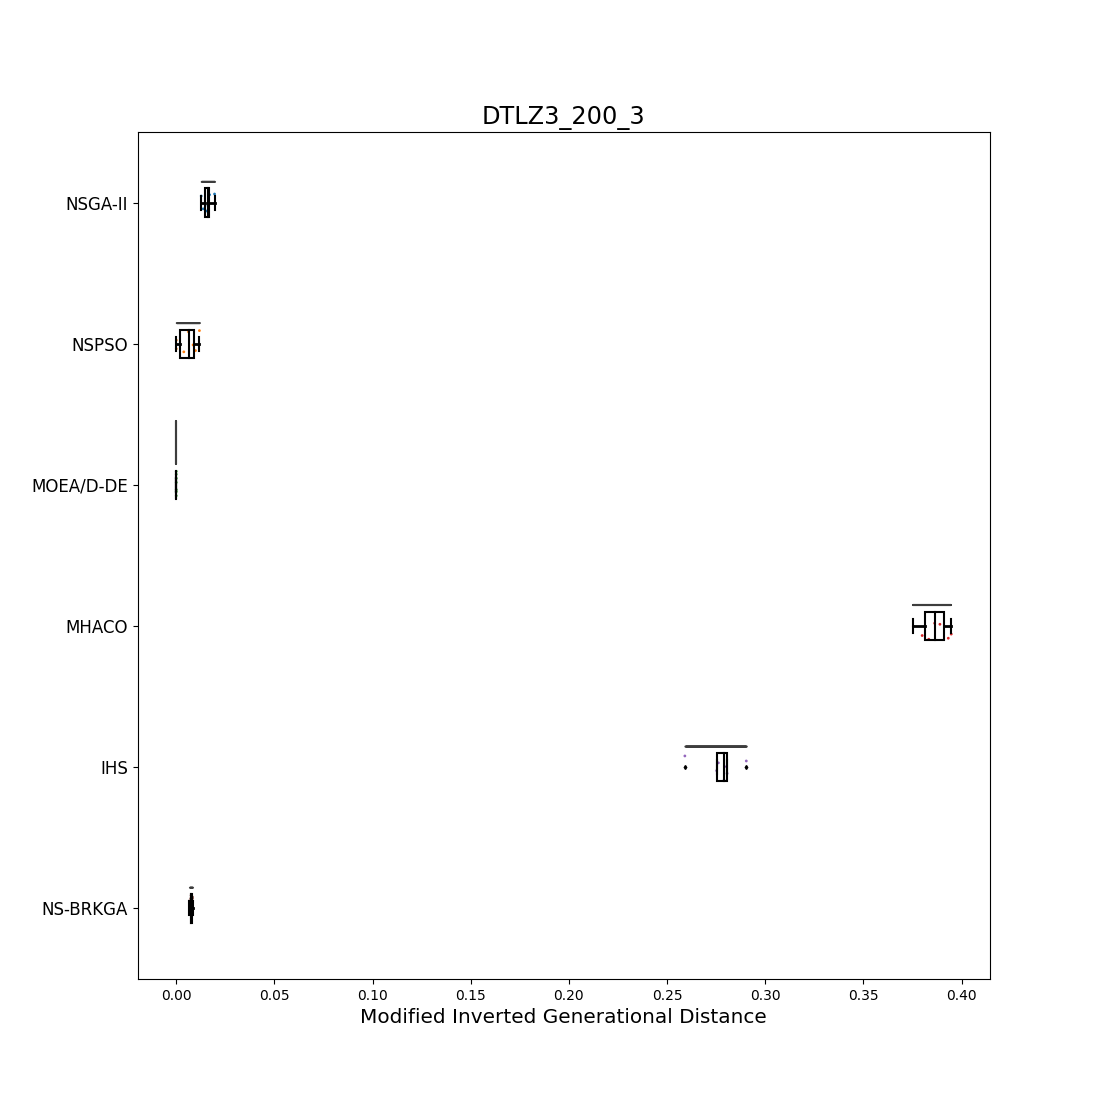 DTLZ3_200_3
NSGA-II
NSPSO
MOEA/D-DE
MHACO
IHS
NS-BRKGA
0.00 0.05 0.10 0.15 0.20 0.25 0.30 0.35 0.40
Modified Inverted Generational Distance